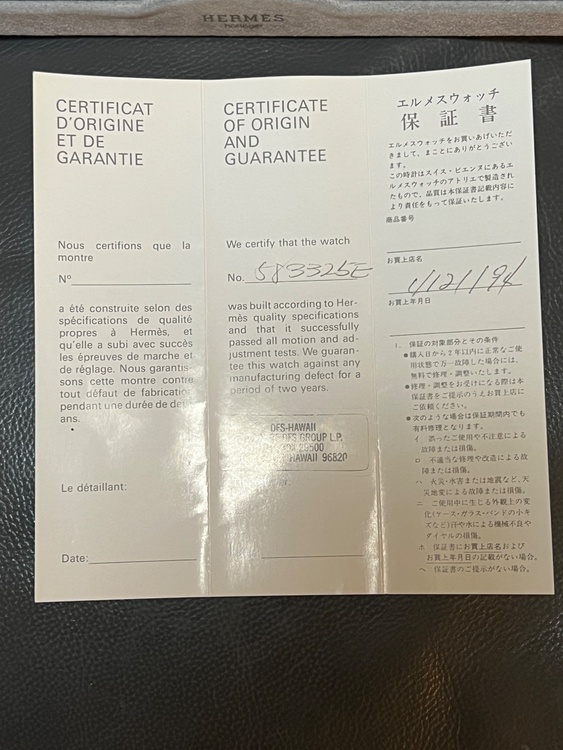 HERMES
CERTIFICAT
D'ORIGINE
ET DE
GARANTIE
Nous certifions que la
montre
N°
a été construite selon des
spécifications de qualité
propres à Hermès, et
qu'elle a subi avec succès
les épreuves de marche et
de réglage. Nous garantis-
sons cette montre contre
tout défaut de fabrication
pendant une durée de deux
ans.
Le détaillant:
Date:
CERTIFICATE
OF ORIGIN
AND
GUARANTEE
We certify that the watch
No. 583325E
was built according to Her-
mès quality specifications
and that it successfully
passed all motion and ad-
justment tests. We guaran-
tee this watch against any
manufacturing defect for a
period of two years.
DFS-HAWAII
DFS GROUP L.P.
BOX 29500
HAWAII 96820
エルメスウォッチ
保証書
エルメスウォッチをお買いあげいただ
きまして、まことにありがとうござい
ます。
この時計はスイス・ビエンヌにあるエ
ルメスウォッチのアトリエで製造され
たもので、品質は本保証書記載内容に
より責任をもって保証いたします。
商品番号
お買上店名
4/21/94
お買上年月日
1. 保証の対象部分とその条件
●購入日から2年以内に正常なご使
用状態で万一故障した場合には、
無料で修理・調整いたします。
●修理・調整をお受けになる際は本
保証書をご提示のうえお買上店に
ご依頼ください。
●次のような場合は保証期間内でも
有料修理となります。
イ. 誤ったご使用や不注意による
故障または損傷。
ロ. 不適当な修理や改造による故
障または損傷。
ハ. 火災・水害または地震など、天
災地変による故障または損傷。
ニ. ご使用中に生じる外観上の変
化(ケース・ガラス・バンドの小キ
ズなど)汗や水による機械不良や
ダイヤルの損傷。
ホ. 保証書にお買上店名および
お買上年月日の記載がない場合。
ヘ. 保証書のご提示がない場合。